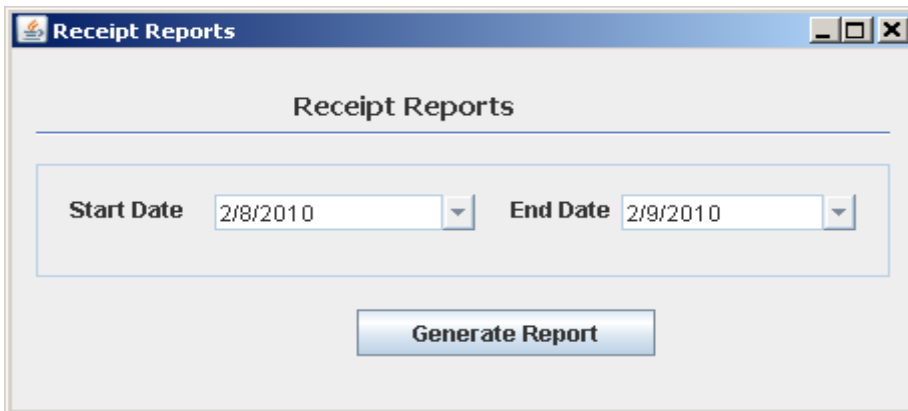 Receipt Reports
Receipt Reports
Start Date 2/8/2010 End Date 2/9/2010
Generate Report